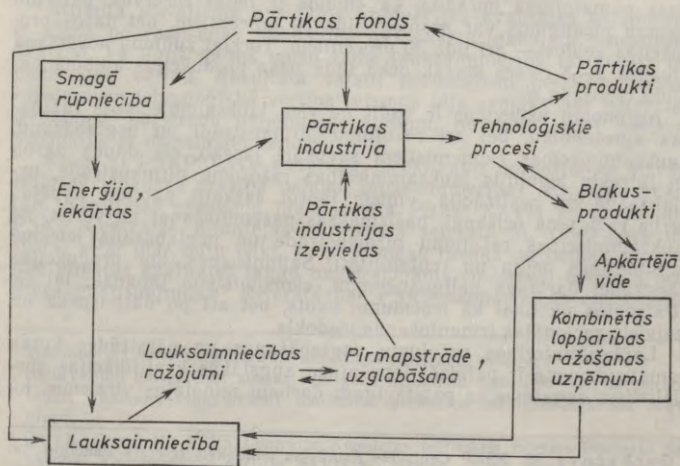 Pārtikas fonds
Smagā
rūpniecība
Pārtikas
produkti
Pārtikas
industrija
Tehnoloģiskie
procesi
Enerģija,
iekārtas
Blakus-
produkti
Pārtikas
industrijas
izejvielas
Apkārtējā
vide
Kombinētās
lopbarības
ražošanas
uzņēmumi
Lauksaimniecības
ražojumi
Pirmapstrāde,
uzglabāšana
Lauksaimniecība